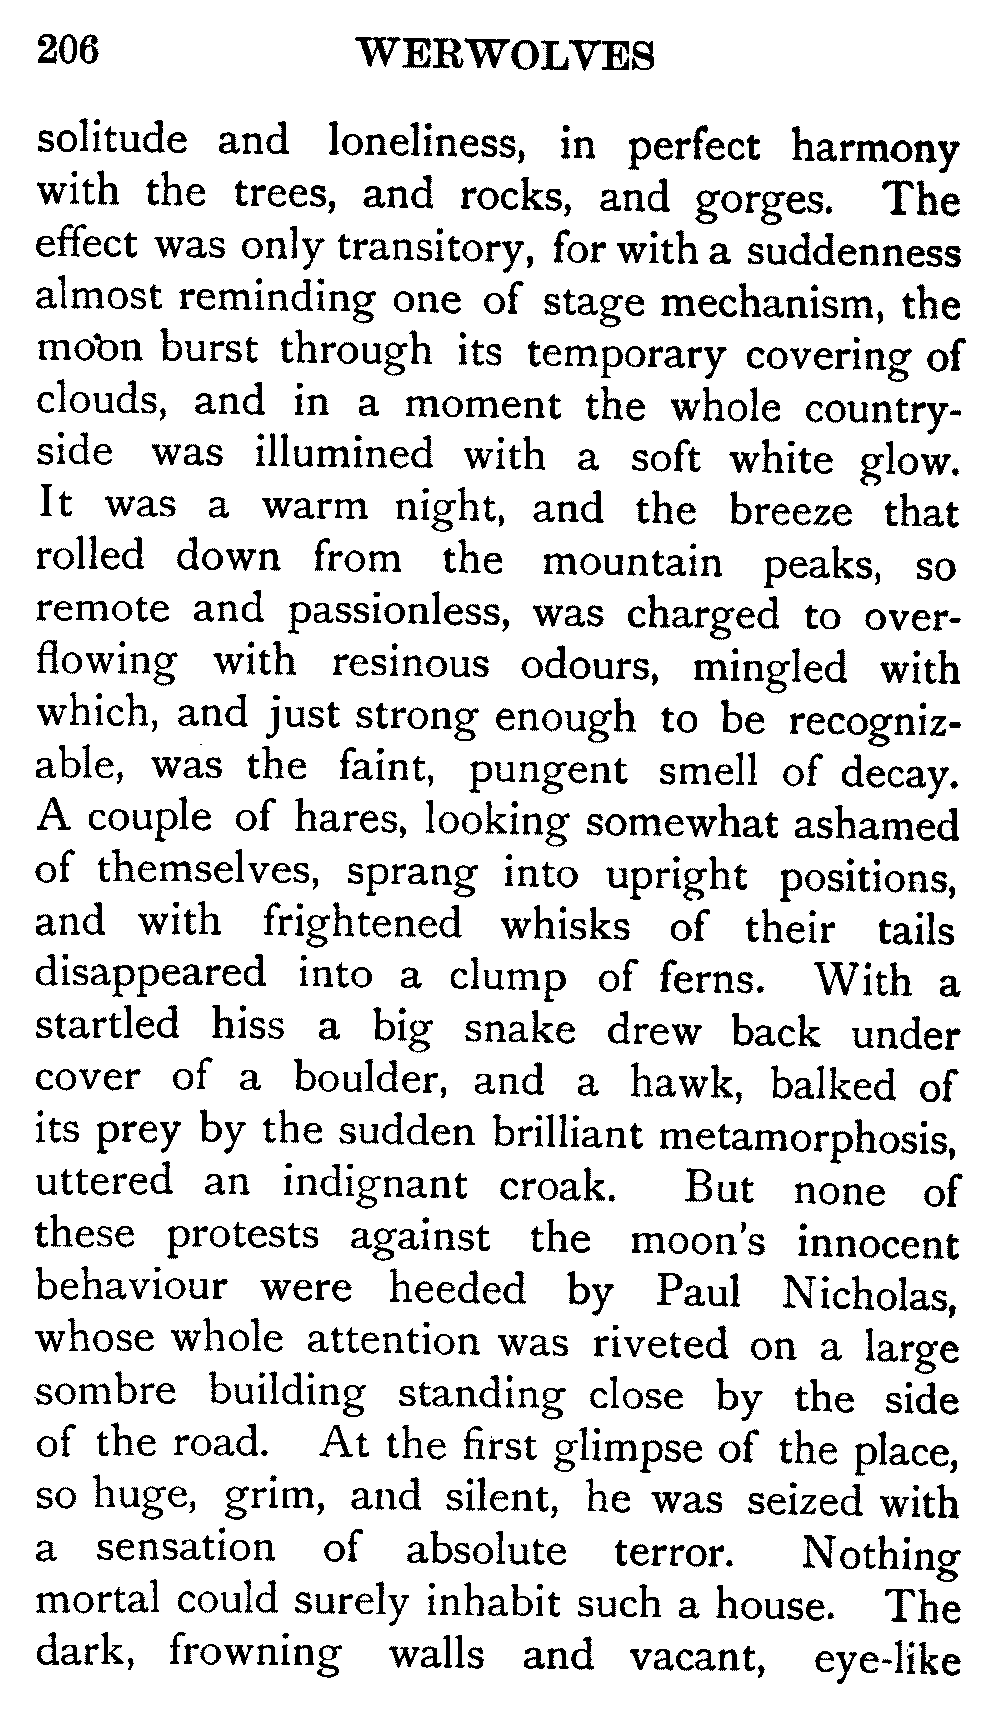 206 WERWOLVES
solitude and loneliness, in perfect harmony
with the trees, and rocks, and gorges. The
effect was only transitory, for with a suddenness
almost reminding one of stage mechanism, the
moon burst through its temporary covering of
clouds, and in a moment the whole country-
side was illumined with a soft white glow.
It was a warm night, and the breeze that
rolled down from the mountain peaks, so
remote and passionless, was charged to over-
flowing with resinous odours, mingled with
which, and just strong enough to be recogniz-
able, was the faint, pungent smell of decay.
A couple of hares, looking somewhat ashamed
of themselves, sprang into upright positions,
and with frightened whisks of their tails
disappeared into a clump of ferns. With a
startled hiss a big snake drew back under
cover of a boulder, and a hawk, balked of
its prey by the sudden brilliant metamorphosis,
uttered an indignant croak. But none of
these protests against the moon's innocent
behaviour were heeded by Paul Nicholas,
whose whole attention was riveted on a large
sombre building standing close by the side
of the road. At the first glimpse of the place,
so huge, grim, and silent, he was seized with
a sensation of absolute terror. Nothing
mortal could surely inhabit such a house. The
dark, frowning walls and vacant, eye-like